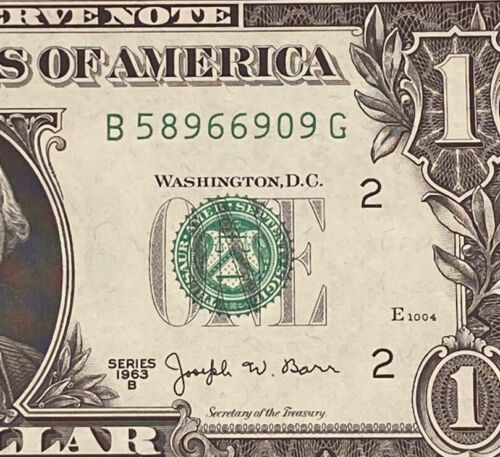 RVE NOTE
S OF AMERICA
1
B 58966909 G
WASHINGTON, D.C.
2
ONE
E 1004
SERIES
1963
B
Joseph W. Barr
2
Secretary of the Treasury.
1
LLAR